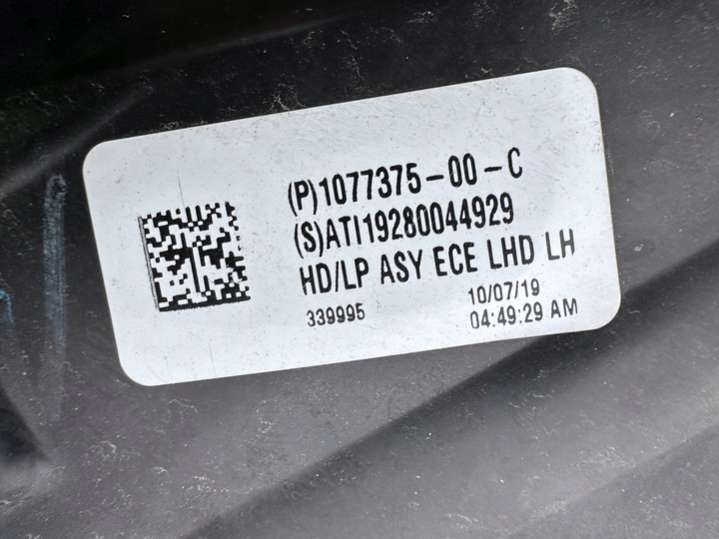 (P)1077375-00-C
(S)ATI19280044929
HD/LP ASY ECE LHD LH
339995
10/07/19
04:49:29 AM